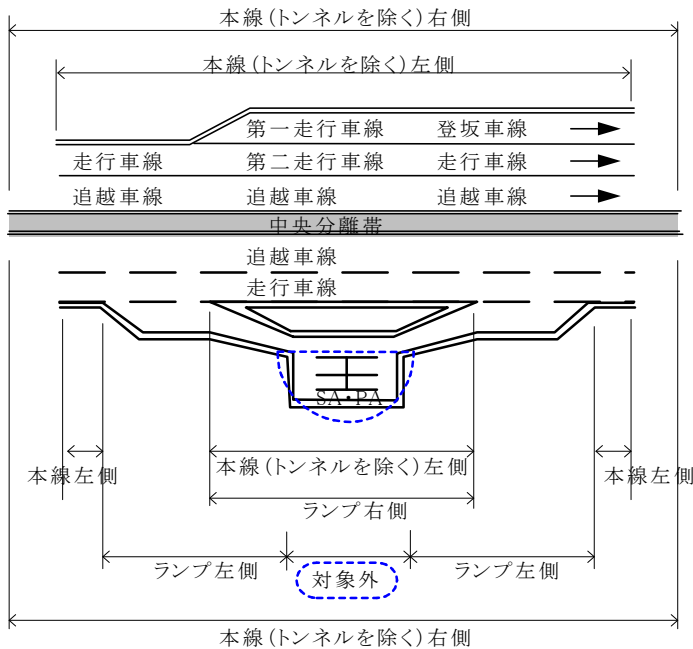 本線(トンネルを除く)右側
本線(トンネルを除く)左側
第一走行車線 登坂車線
走行車線 第二走行車線 走行車線
追越車線 追越車線 追越車線
中央分離帯
追越車線
走行車線
SA・PA
本線左側 本線(トンネルを除く)左側 本線左側
ランプ右側
ランプ左側 対象外 ランプ左側
本線(トンネルを除く)右側